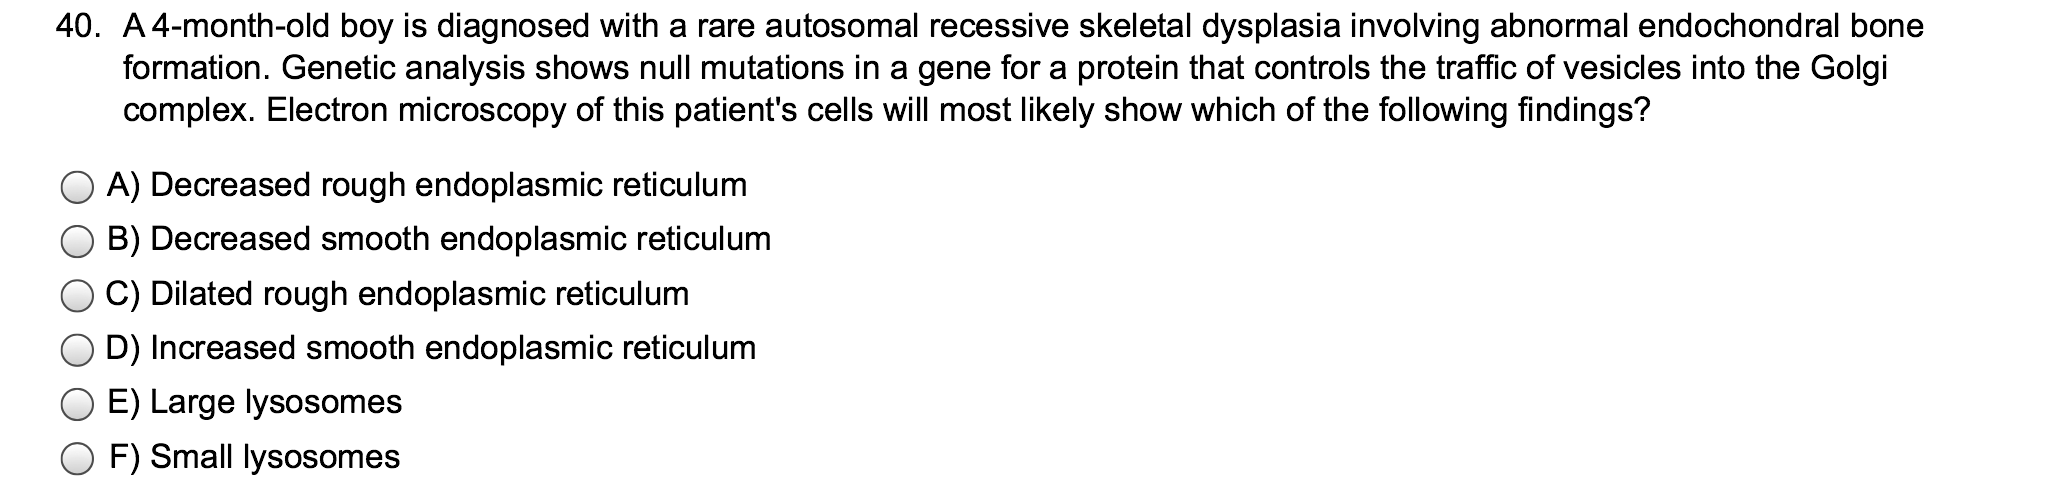 40. A 4-month-old boy is diagnosed with a rare autosomal recessive skeletal dysplasia involving abnormal endochondral bone
formation. Genetic analysis shows null mutations in a gene for a protein that controls the traffic of vesicles into the Golgi
complex. Electron microscopy of this patient's cells will most likely show which of the following findings?
A) Decreased rough endoplasmic reticulum
B) Decreased smooth endoplasmic reticulum
C) Dilated rough endoplasmic reticulum
D) Increased smooth endoplasmic reticulum
E) Large lysosomes
F) Small lysosomes